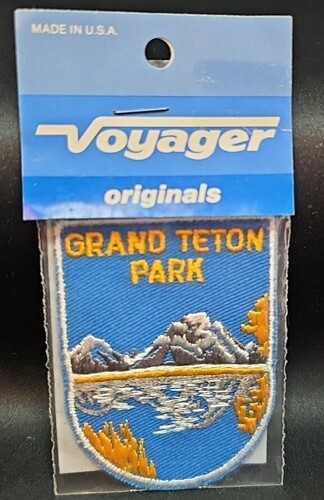 MADE IN U.S.A.
Voyager
originals
GRAND TETON
PARK